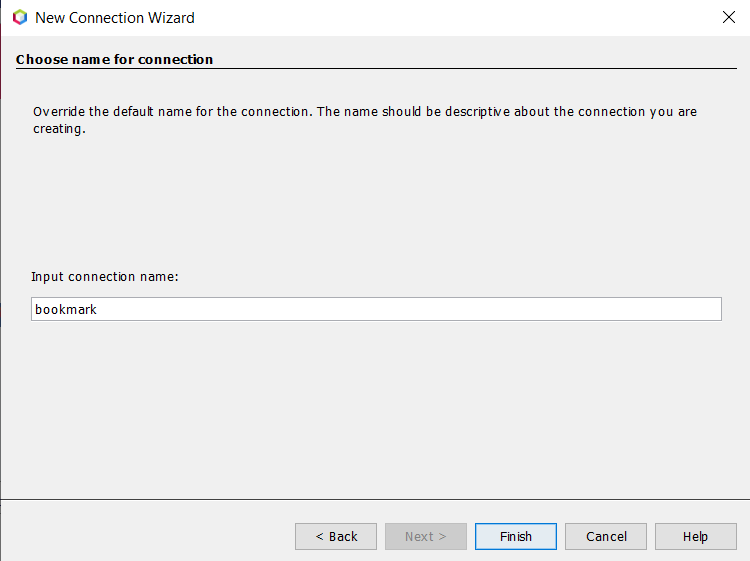 New Connection Wizard
Choose name for connection
Override the default name for the connection. The name should be descriptive about the connection you are
creating.
Input connection name:
bookmark
< Back Next > Finish Cancel Help